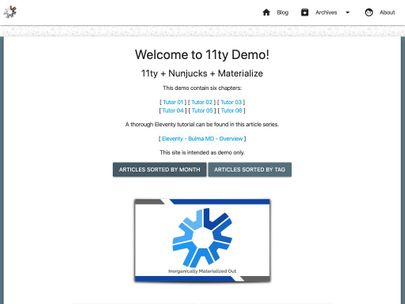 Blog Archives About
Welcome to 11ty Demo!
11ty + Nunjucks + Materialize
This demo contain six chapters:
[ Tutor 01 ] [ Tutor 02 ] [ Tutor 03 ]
[ Tutor 04 ] [ Tutor 05 ] [ Tutor 06 ]
A thorough Eleventy tutorial can be found in this article series.
[ Eleventy - Bulma MD - Overview ]
This site is intended as demo only.
ARTICLES SORTED BY MONTH ARTICLES SORTED BY TAG
Inorganically Materialized Out